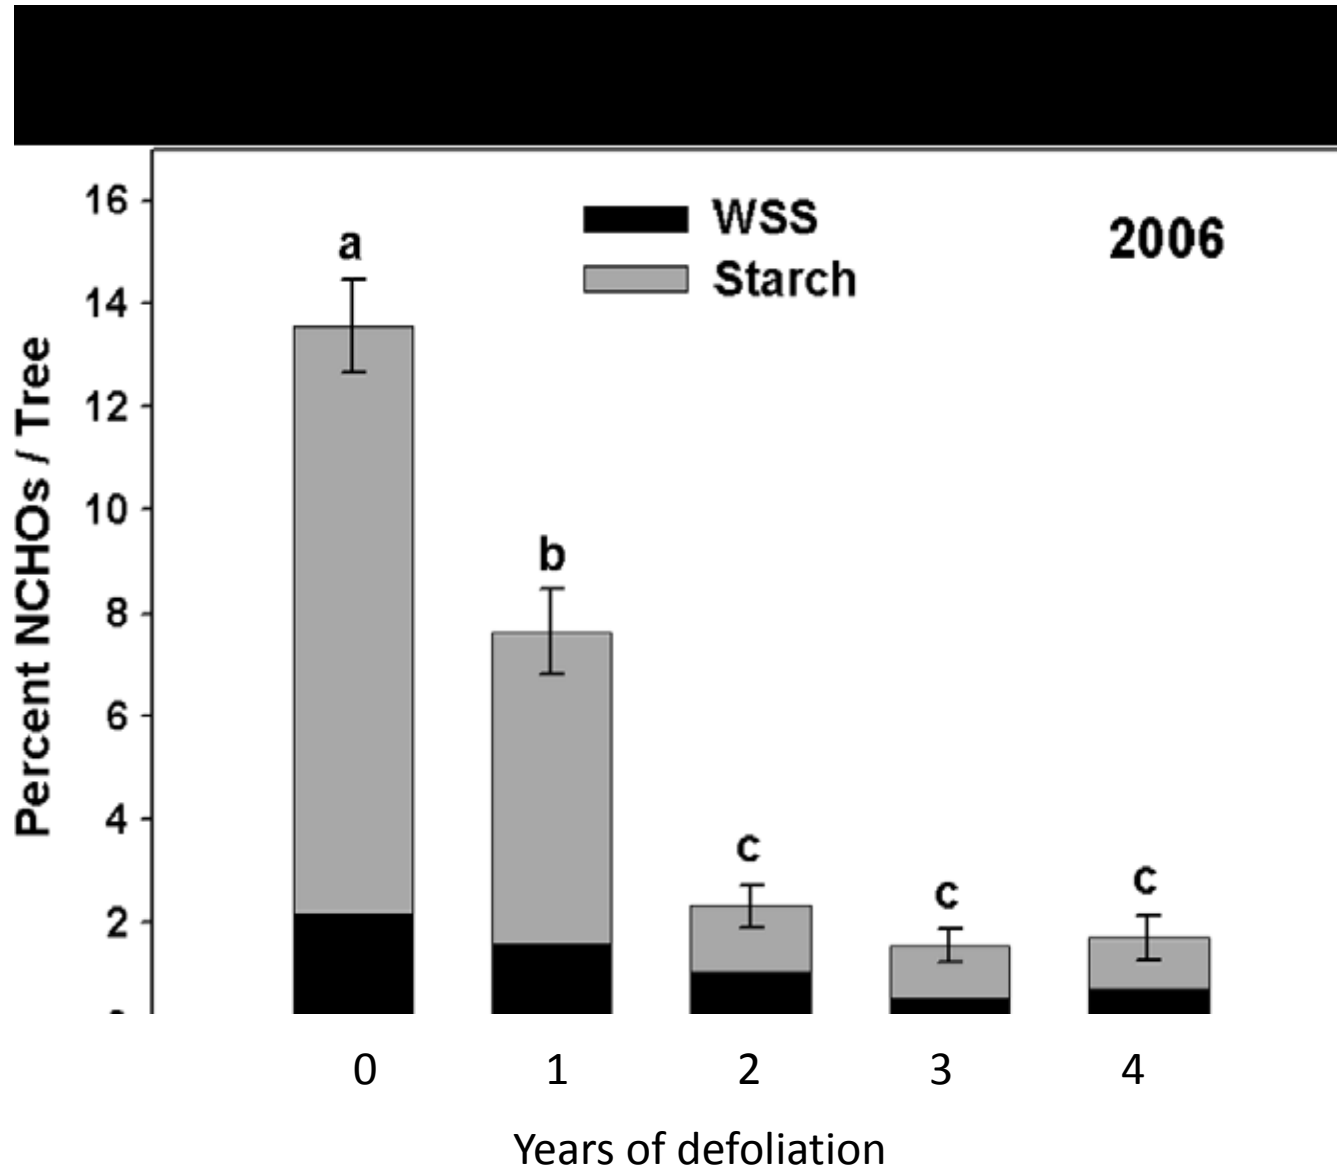 16
14
12
10
8
6
4
2
Percent NCHOs / Tree
WSS
Starch
2006
a
b
c
c
c
0 1 2 3 4
Years of defoliation